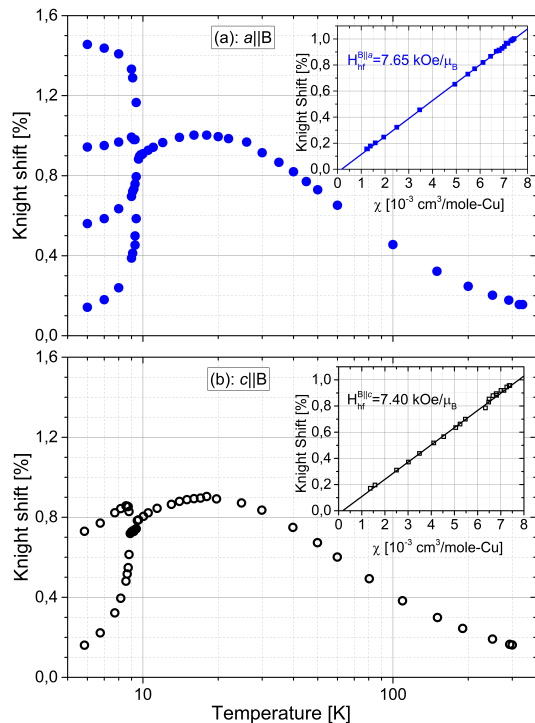 (a): a||B
H_hf^B||a=7.65 kOe/μ_B
Knight Shift [%]
1,0
0,8
0,6
0,4
0,2
0,0
0 1 2 3 4 5 6 7 8
χ [10⁻³ cm³/mole-Cu]
Knight shift [%]
1,6
1,2
0,8
0,4
0,0
(b): c||B
H_hf^B||c=7.40 kOe/μ_B
Knight Shift [%]
1,0
0,8
0,6
0,4
0,2
0,0
0 1 2 3 4 5 6 7 8
χ [10⁻³ cm³/mole-Cu]
Knight shift [%]
1,6
1,2
0,8
0,4
0,0
10 100
Temperature [K]